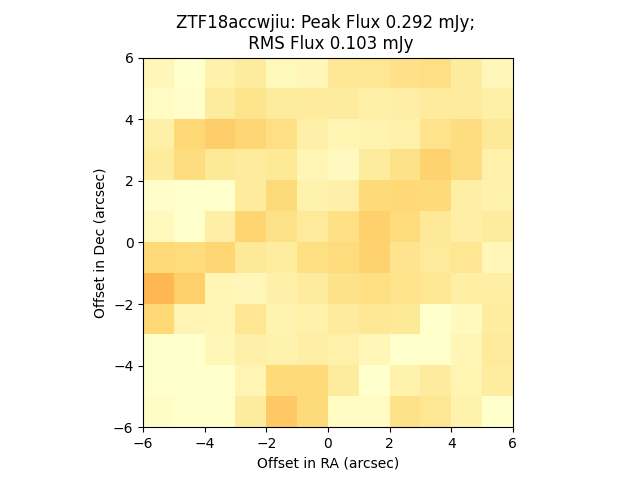 ZTF18accwjiu: Peak Flux 0.292 mJy;
RMS Flux 0.103 mJy
6
4
2
0
−2
−4
−6
Offset in Dec (arcsec)
−6 −4 −2 0 2 4 6
Offset in RA (arcsec)